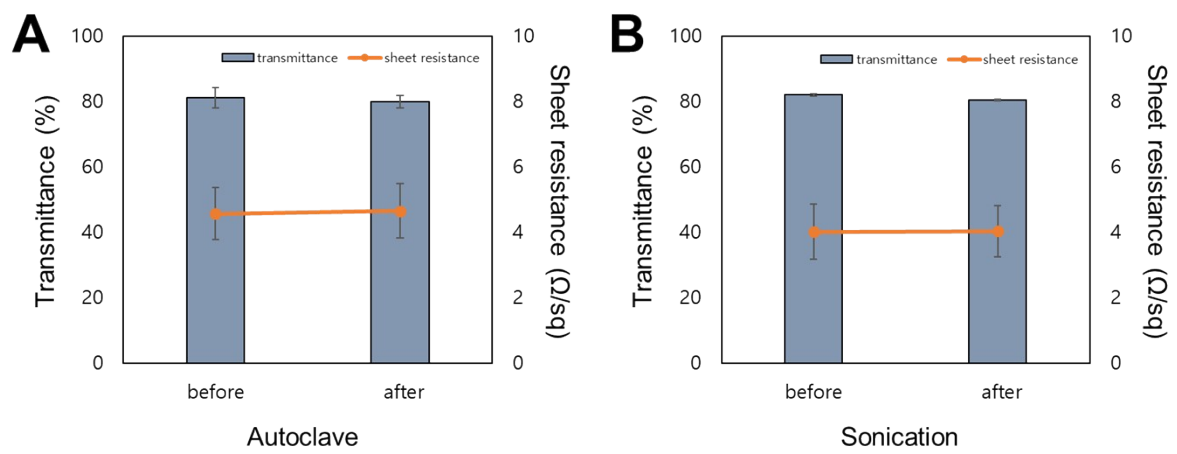 A
Transmittance (%)
100
80
60
40
20
0
transmittance
sheet resistance
10
8
6
4
2
0
Sheet resistance (Ω/sq)
before
after
Autoclave
B
Transmittance (%)
100
80
60
40
20
0
transmittance
sheet resistance
10
8
6
4
2
0
Sheet resistance (Ω/sq)
before
after
Sonication